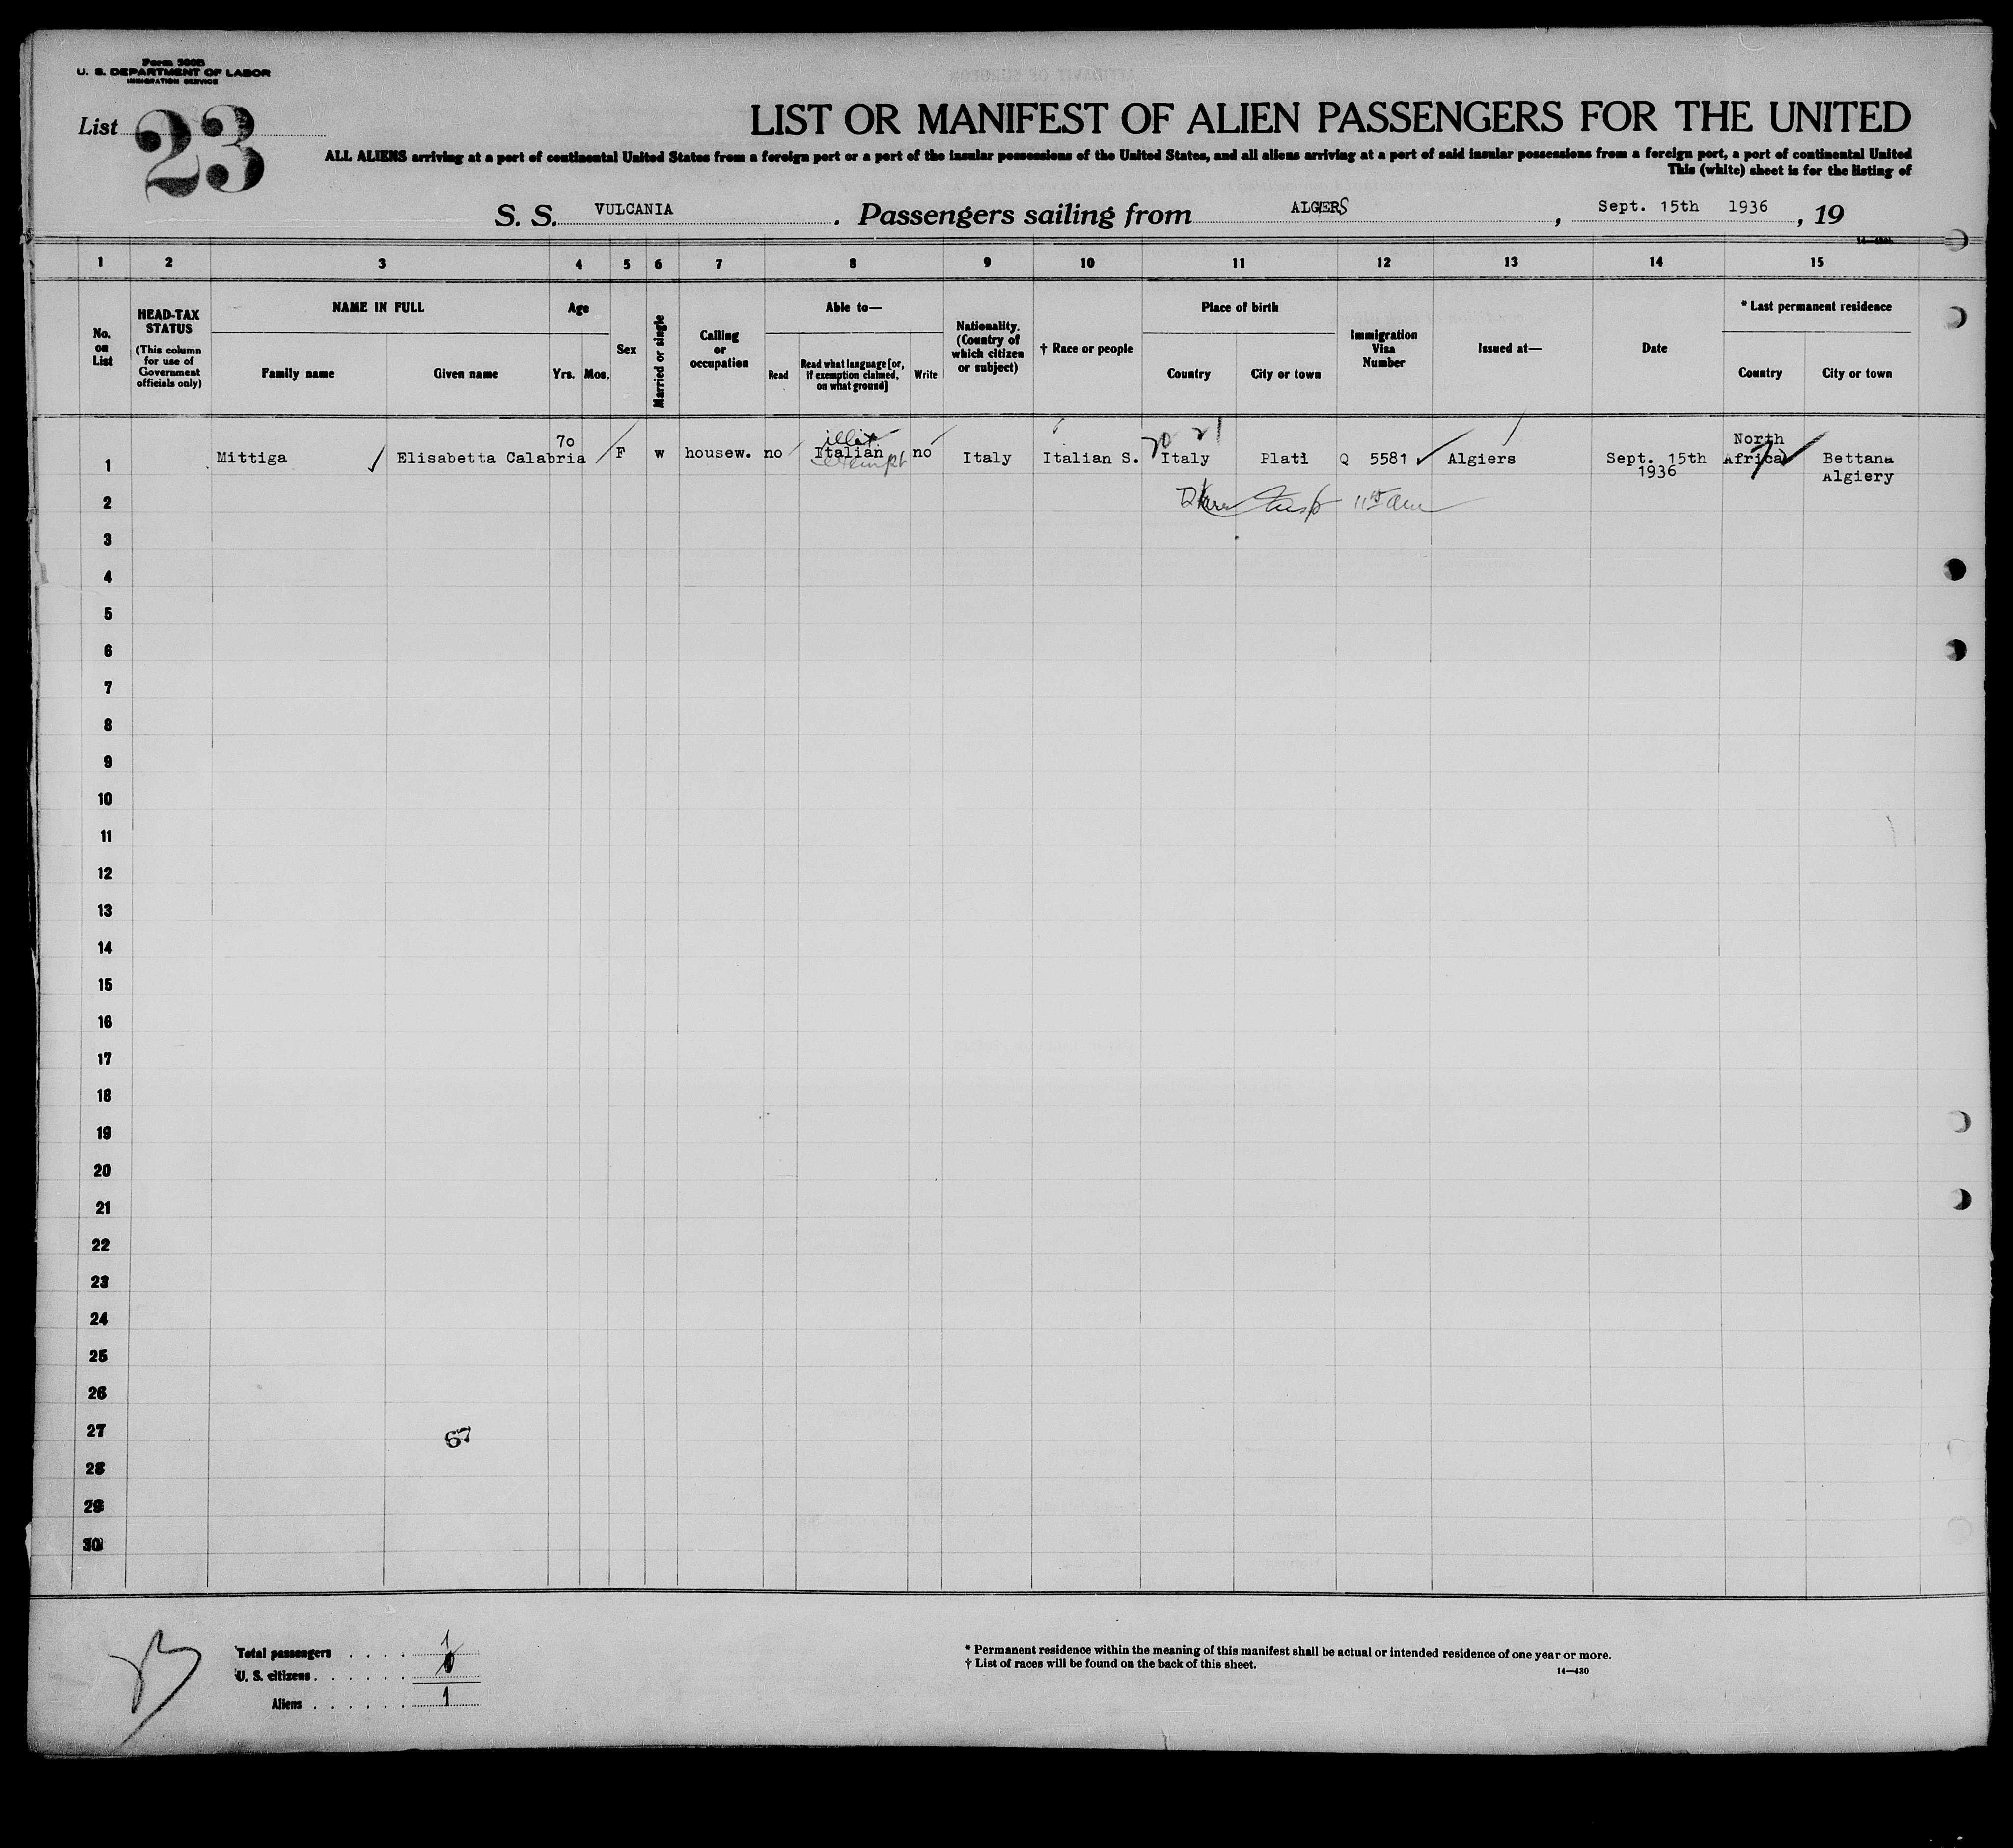 Form 500B
U. S. DEPARTMENT OF LABOR
IMMIGRATION SERVICE
List 23
LIST OR MANIFEST OF ALIEN PASSENGERS FOR THE UNITED
ALL ALIENS arriving at a port of continental United States from a foreign port or a port of the insular possessions of the United States, and all aliens arriving at a port of said insular possessions from a foreign port, a port of continental United
This (white) sheet is for the listing of
S. S. VULCANIA . Passengers sailing from ALGIERS , Sept. 15th 1936 , 19
1 2 3 4 5 6 7 8 9 10 11 12 13 14 15
No. on List
HEAD-TAX STATUS
(This column for use of Government officials only)
NAME IN FULL
Family name
Given name
Age
Yrs. Mos.
Sex
Married or single
Calling or occupation
Able to—
Read
Read what language [or, if exemption claimed, on what ground]
Write
Nationality. (Country of which citizen or subject)
† Race or people
Place of birth
Country
City or town
Immigration Visa Number
Issued at—
Date
* Last permanent residence
Country
City or town
1 Mittiga Elisabetta Calabria 70 F w housew. no Italian no Italy Italian S. Italy Plati Q 5581 Algiers Sept. 15th 1936 North Africa Bettana Algiery
2
3
4
5
6
7
8
9
10
11
12
13
14
15
16
17
18
19
20
21
22
23
24
25
26
27
67
28
29
30
Total passengers . . . . 1
U. S. citizens . . . . . .
Aliens . . . . . . 1
* Permanent residence within the meaning of this manifest shall be actual or intended residence of one year or more.
† List of races will be found on the back of this sheet.
14—430